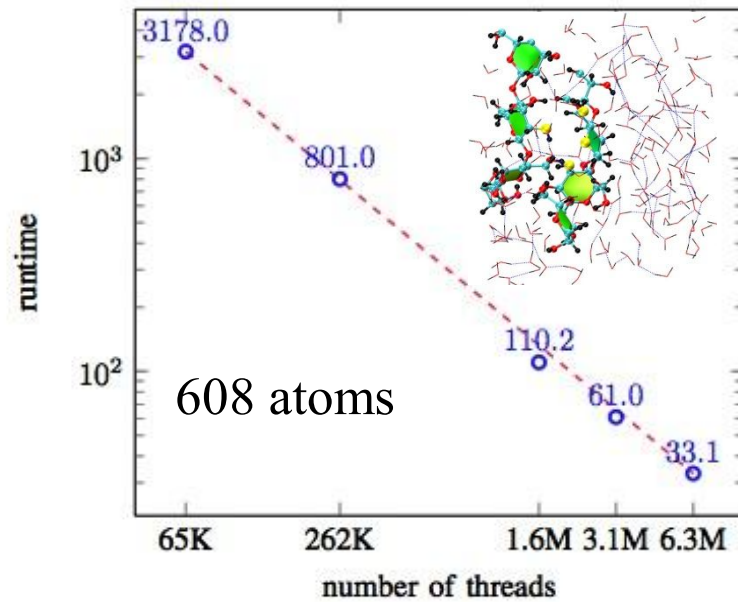 3178.0
10³
801.0
runtime
110.2
10²
608 atoms
61.0
33.1
65K 262K 1.6M 3.1M 6.3M
number of threads